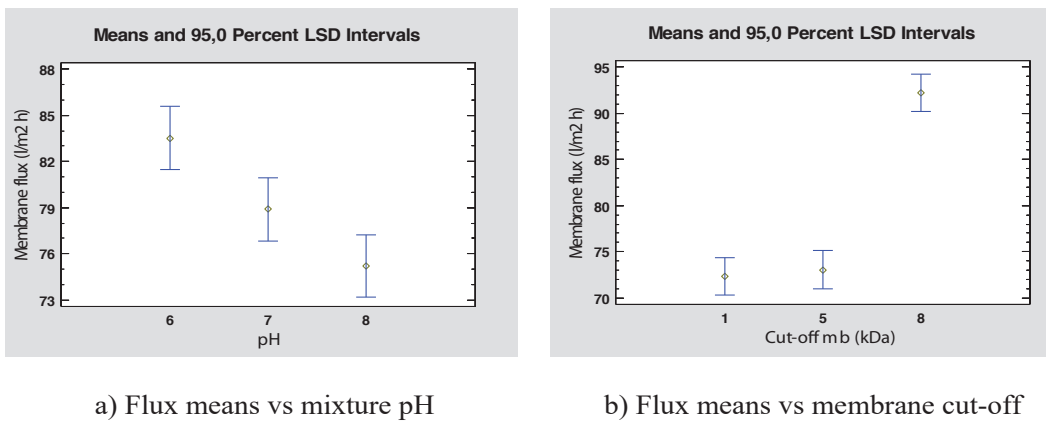 Means and 95,0 Percent LSD Intervals
88
85
82
79
76
73
Membrane flux (l/m2 h)
6 7 8
pH
Means and 95,0 Percent LSD Intervals
95
90
85
80
75
70
Membrane flux (l/m2 h)
1 5 8
Cut-off mb (kDa)
a) Flux means vs mixture pH
b) Flux means vs membrane cut-off